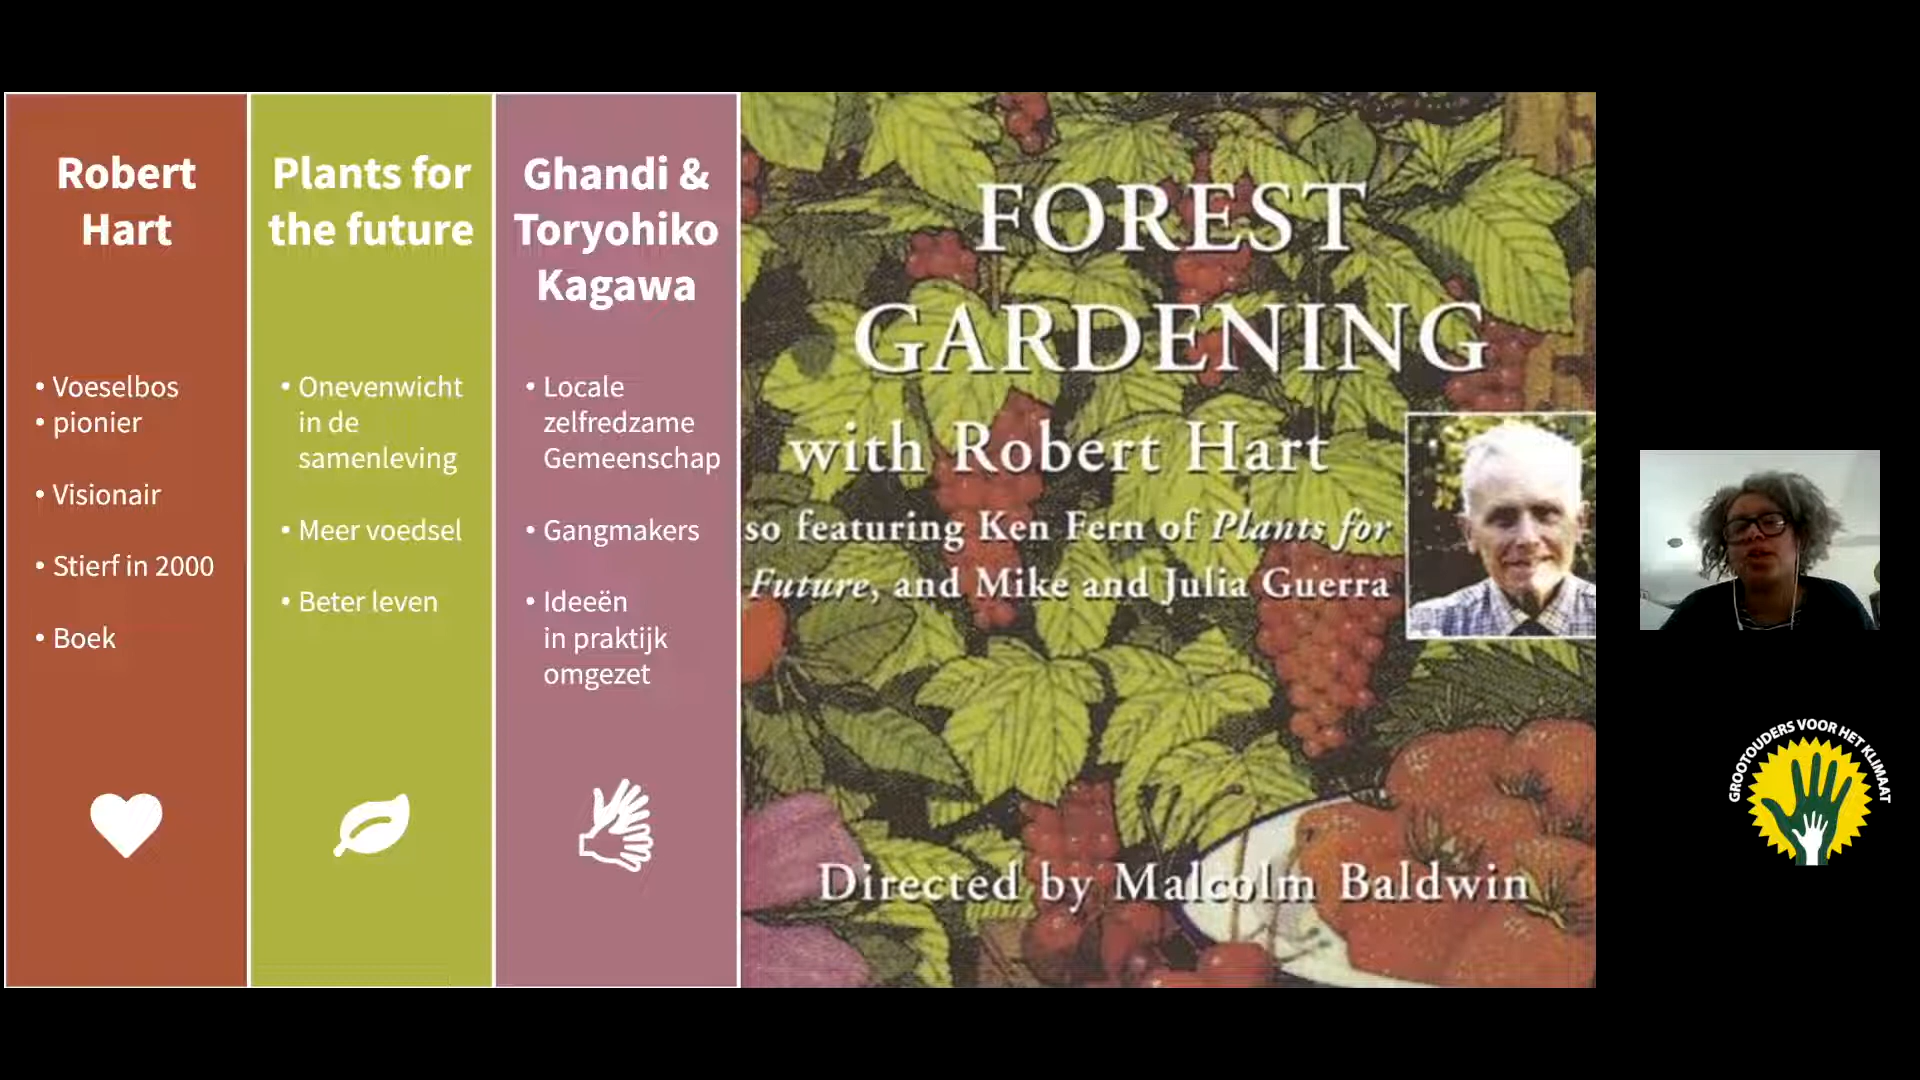 Robert
Hart
• Voeselbos
• pionier
• Visionair
• Stierf in 2000
• Boek
Plants for
the future
• Onevenwicht
in de
samenleving
• Meer voedsel
• Beter leven
Ghandi &
Toryohiko
Kagawa
• Locale
zelfredzame
Gemeenschap
• Gangmakers
• Ideeën
in praktijk
omgezet
FOREST
GARDENING
with Robert Hart
so featuring Ken Fern of Plants for
Future, and Mike and Julia Guerra
Directed by Malcolm Baldwin
GROOTOUDERS VOOR HET KLIMAAT